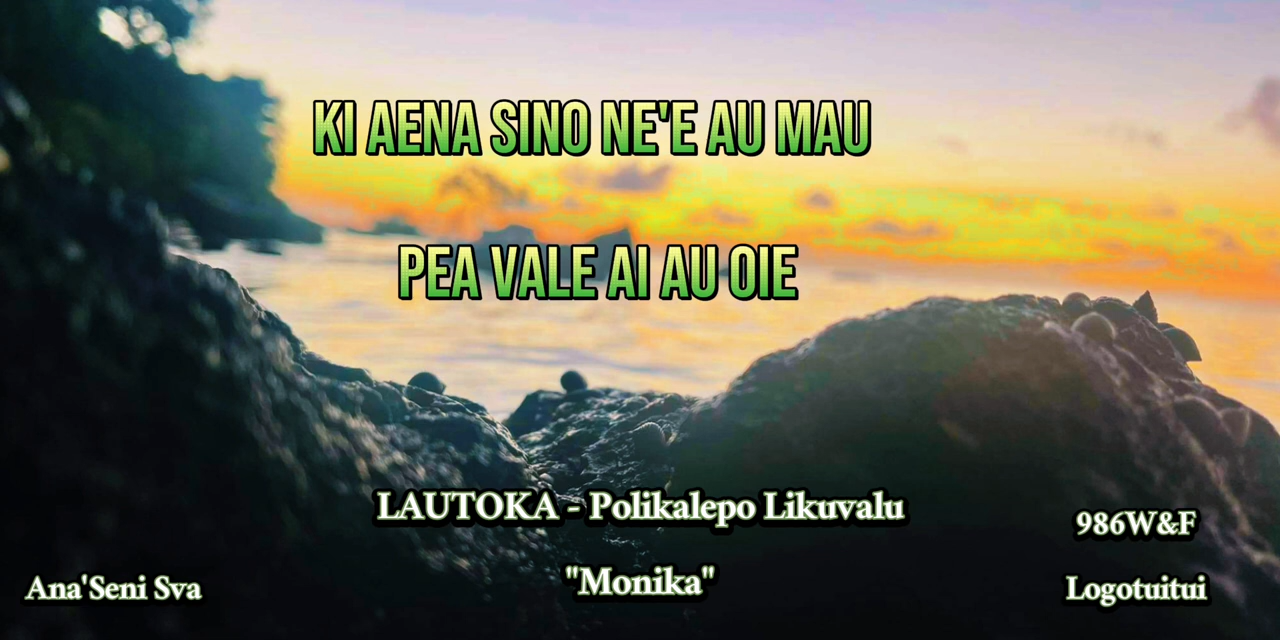 KI AENA SINO NE'E AU MAU
PEA VALE AI AU OIE
LAUTOKA - Polikalepo Likuvalu
986W&F
"Monika"
Ana'Seni Sva
Logotuitui